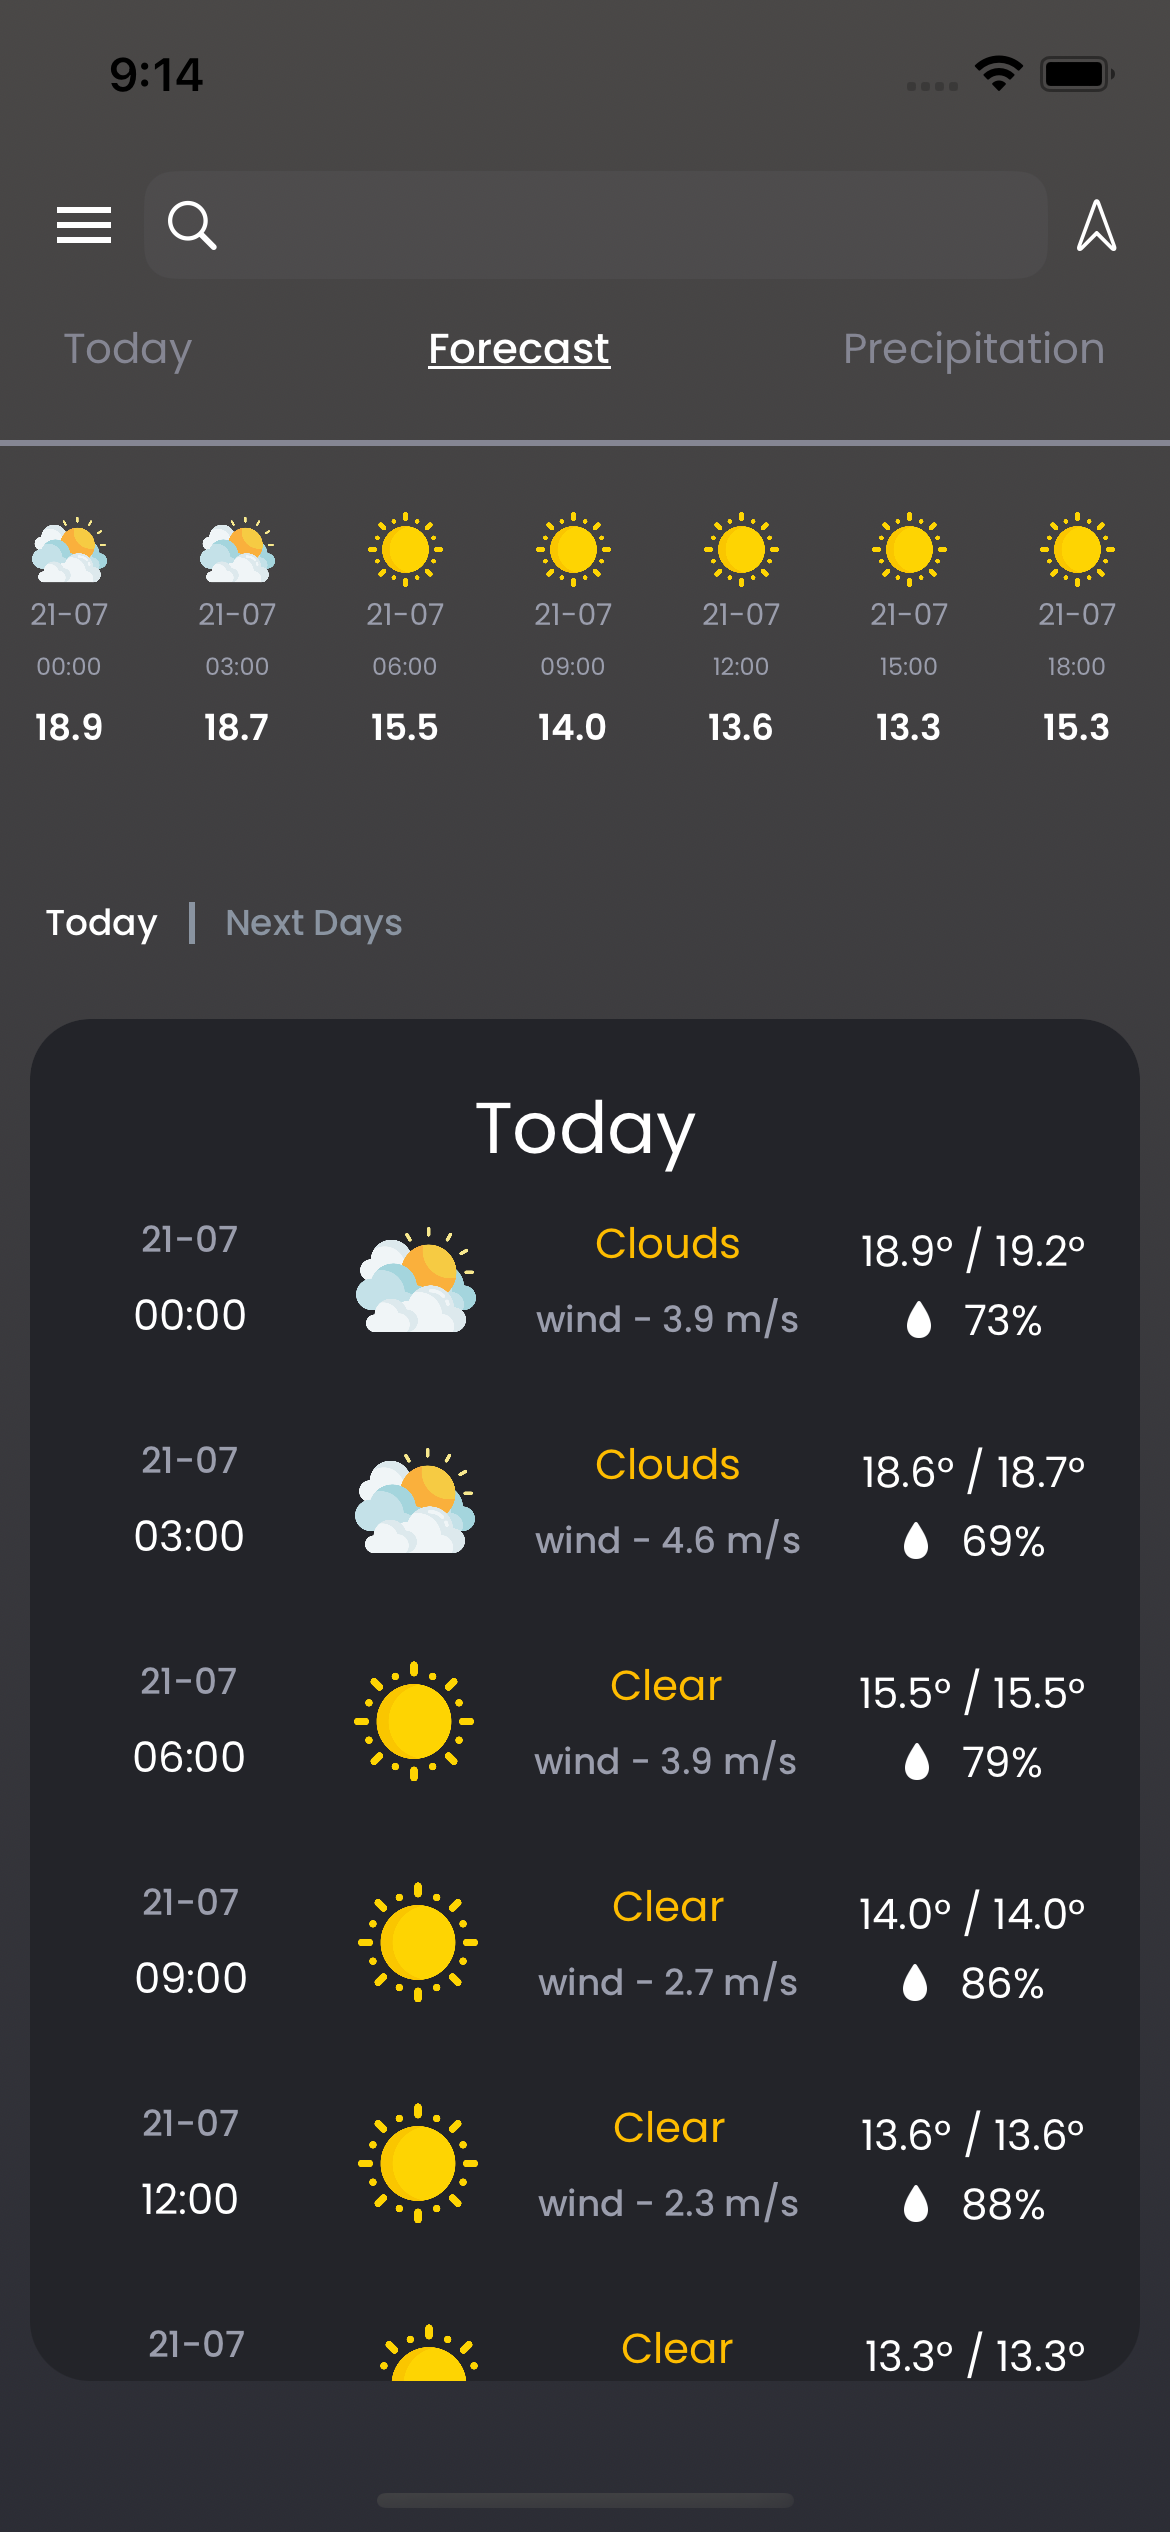 9:14
Today Forecast Precipitation
21-07 21-07 21-07 21-07 21-07 21-07 21-07
00:00 03:00 06:00 09:00 12:00 15:00 18:00
18.9 18.7 15.5 14.0 13.6 13.3 15.3
Today | Next Days
Today
21-07 Clouds 18.9° / 19.2°
00:00 wind - 3.9 m/s 73%
21-07 Clouds 18.6° / 18.7°
03:00 wind - 4.6 m/s 69%
21-07 Clear 15.5° / 15.5°
06:00 wind - 3.9 m/s 79%
21-07 Clear 14.0° / 14.0°
09:00 wind - 2.7 m/s 86%
21-07 Clear 13.6° / 13.6°
12:00 wind - 2.3 m/s 88%
21-07 Clear 13.3° / 13.3°